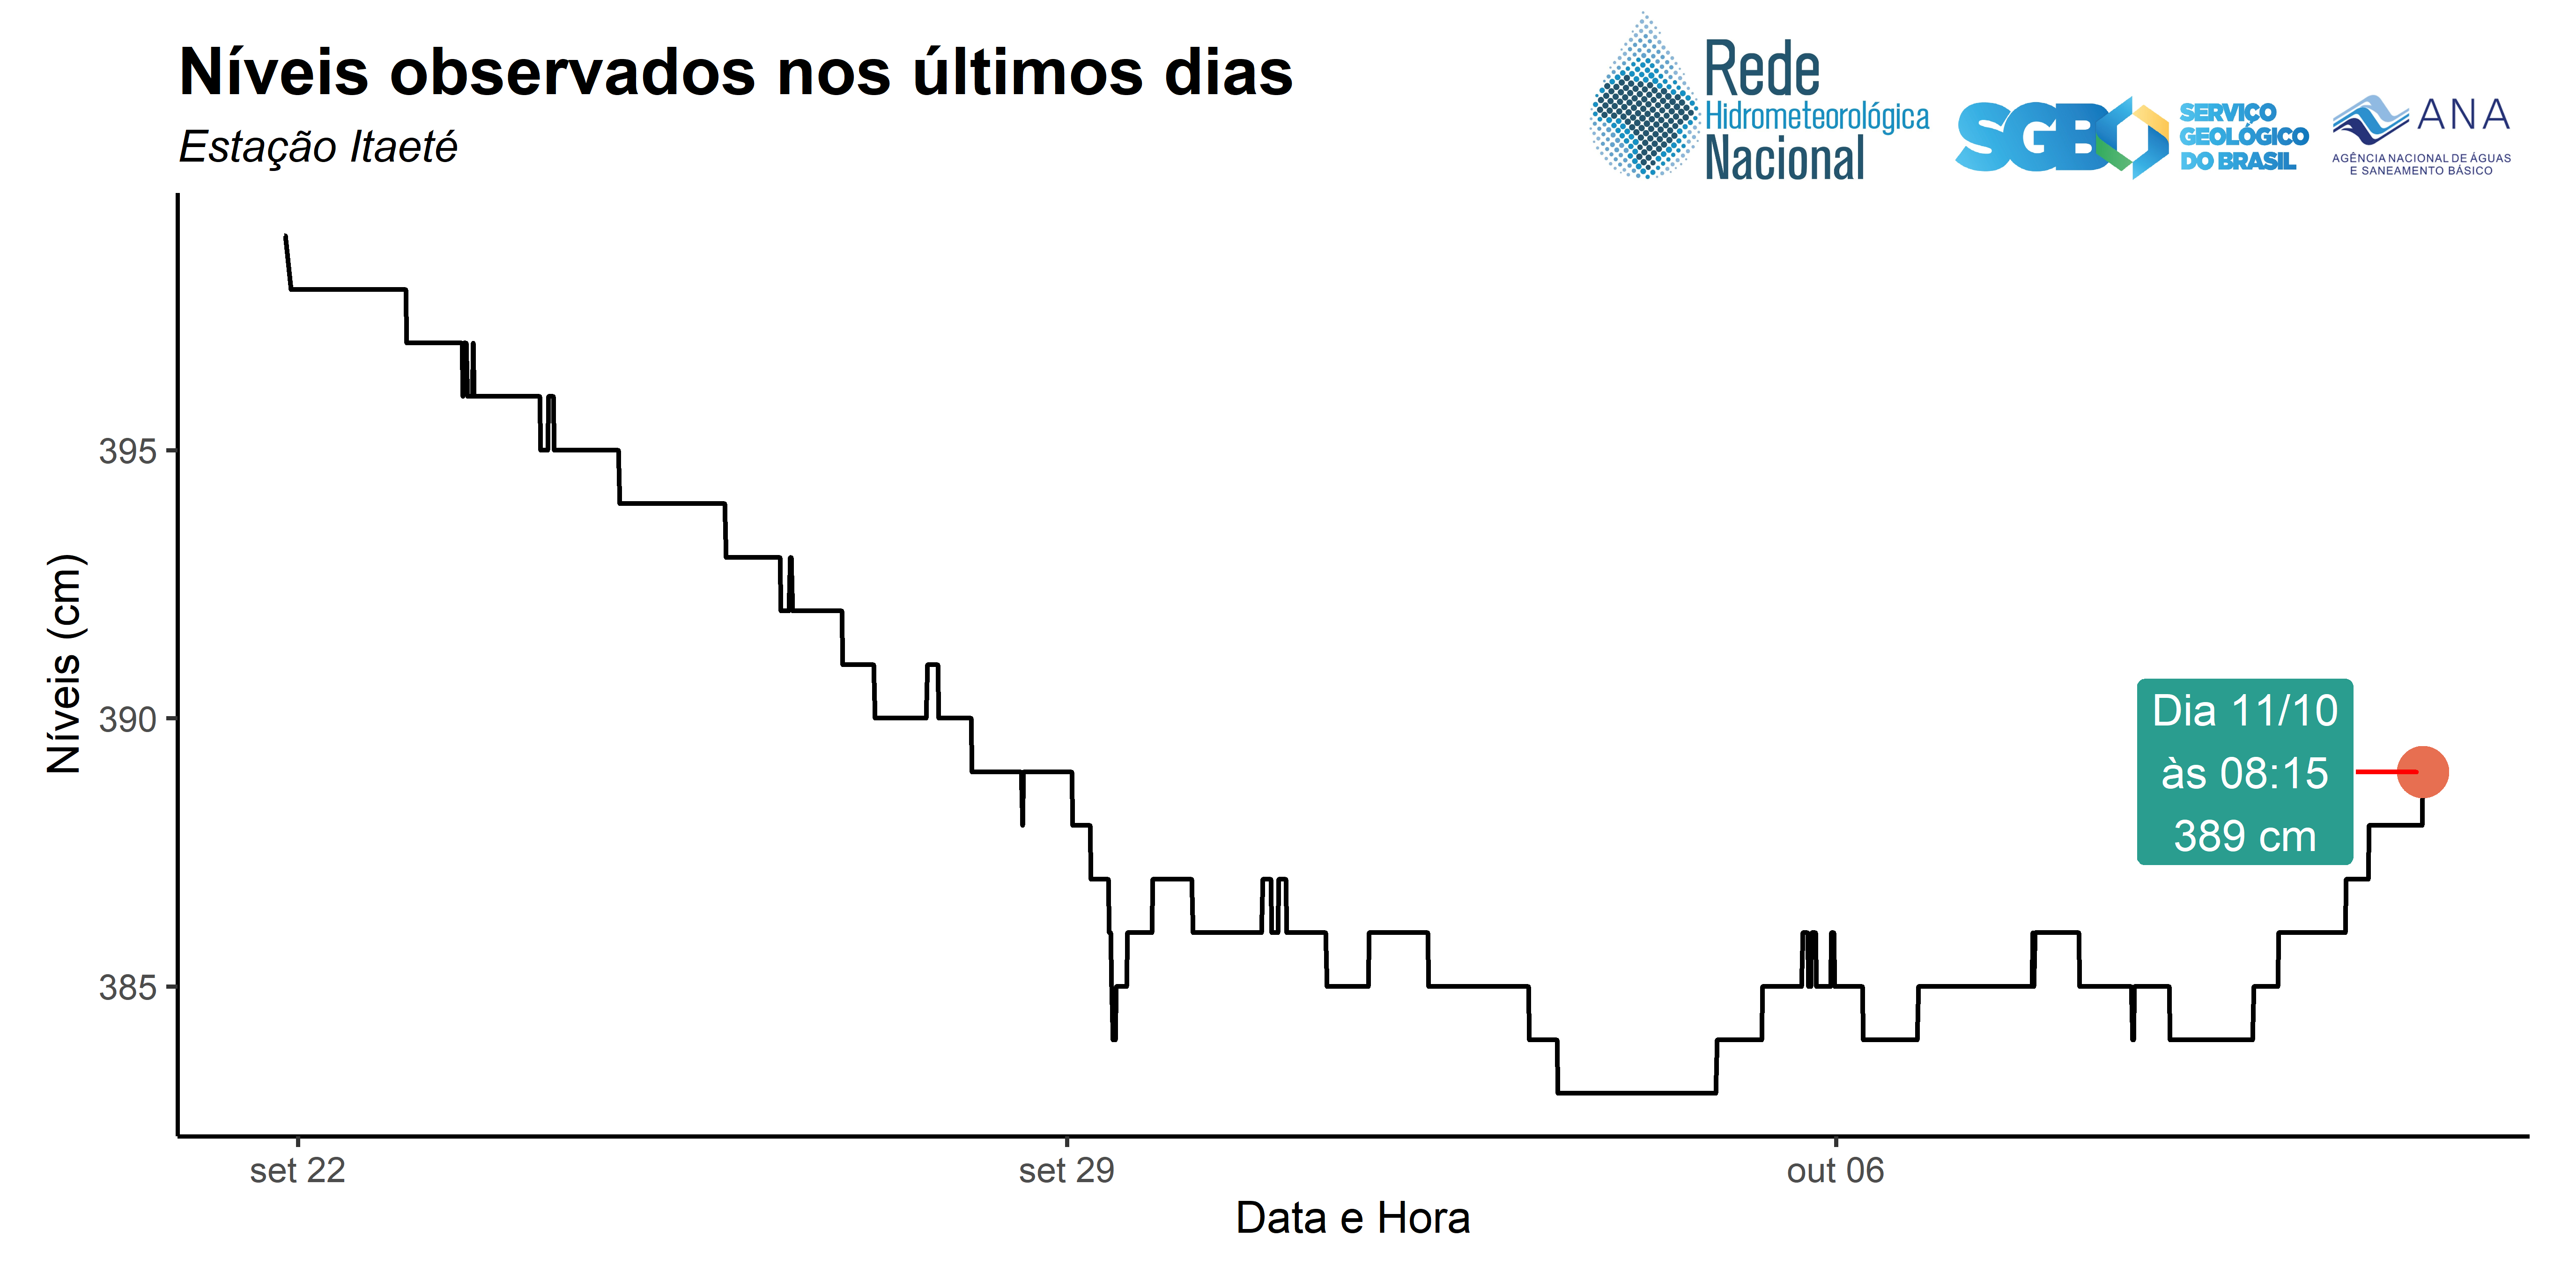 Níveis observados nos últimos dias
Estação Itaeté
Rede
Hidrometeorológica
Nacional
SGB
SERVIÇO
GEOLÓGICO
DO BRASIL
ANA
AGÊNCIA NACIONAL DE ÁGUAS
E SANEAMENTO BÁSICO
Níveis (cm)
395
390
385
Dia 11/10
às 08:15
389 cm
set 22
set 29
out 06
Data e Hora